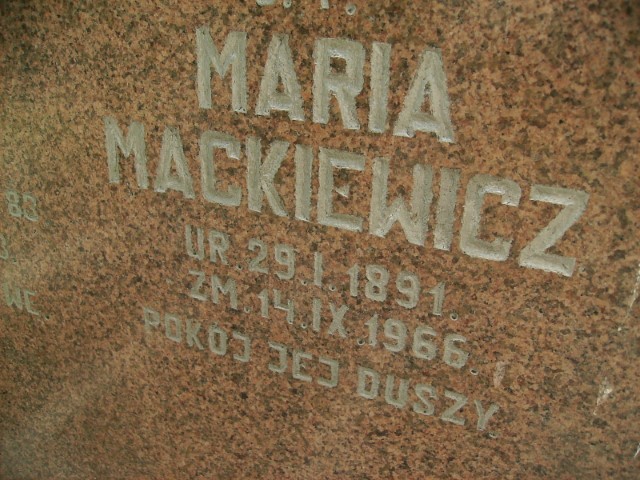 MARIA
MACKIEWICZ
UR. 29.I.1891.
ZM.14.IX.1966.
POKÓJ JEJ DUSZY